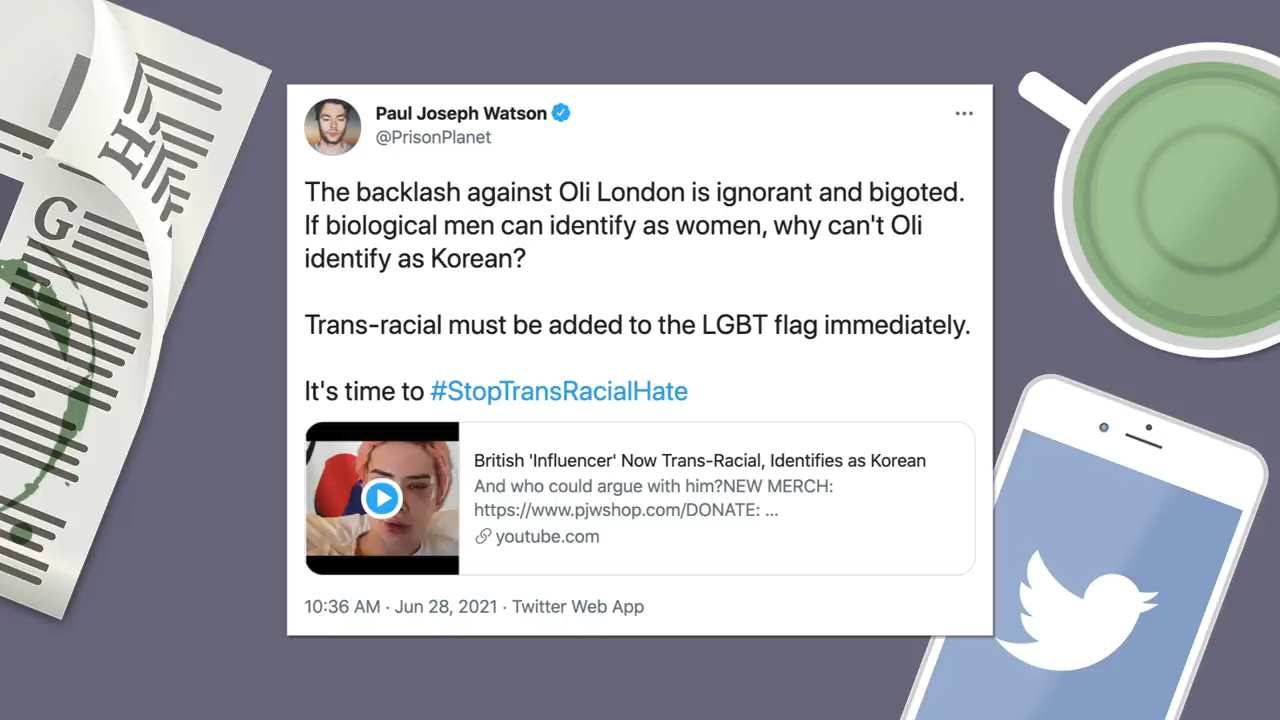 H
G
Paul Joseph Watson
@PrisonPlanet
The backlash against Oli London is ignorant and bigoted.
If biological men can identify as women, why can't Oli
identify as Korean?
Trans-racial must be added to the LGBT flag immediately.
It's time to #StopTransRacialHate
British 'Influencer' Now Trans-Racial, Identifies as Korean
And who could argue with him?NEW MERCH:
https://www.pjwshop.com/DONATE: ...
youtube.com
10:36 AM · Jun 28, 2021 · Twitter Web App